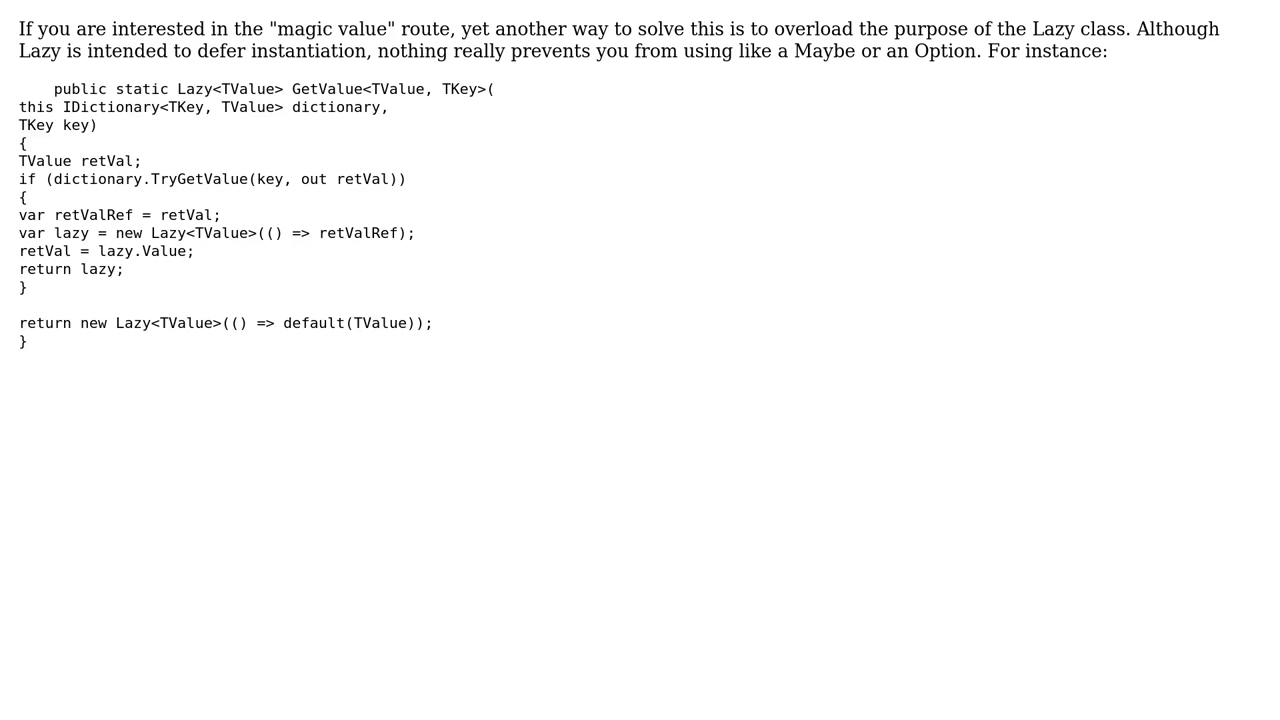 If you are interested in the "magic value" route, yet another way to solve this is to overload the purpose of the Lazy class. Although
Lazy is intended to defer instantiation, nothing really prevents you from using like a Maybe or an Option. For instance:
    public static Lazy<TValue> GetValue<TValue, TKey>(
this IDictionary<TKey, TValue> dictionary,
TKey key)
{
TValue retVal;
if (dictionary.TryGetValue(key, out retVal))
{
var retValRef = retVal;
var lazy = new Lazy<TValue>(() => retValRef);
retVal = lazy.Value;
return lazy;
}

return new Lazy<TValue>(() => default(TValue));
}